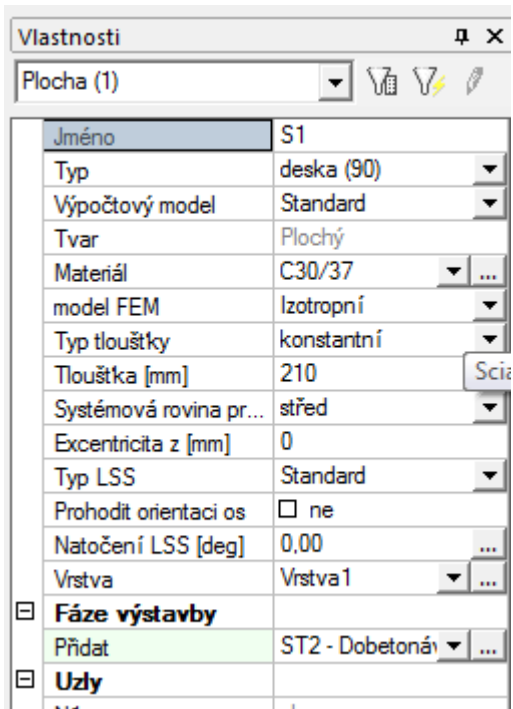 Vlastnosti
Plocha (1)
Jméno S1
Typ deska (90)
Výpočtový model Standard
Tvar Plochý
Materiál C30/37 ...
model FEM Izotropní
Typ tloušťky konstantní
Tloušťka [mm] 210 Scia
Systémová rovina pr... střed
Excentricita z [mm] 0
Typ LSS Standard
Prohodit orientaci os ne
Natočení LSS [deg] 0,00 ...
Vrstva Vrstva1 ...
Fáze výstavby
Přidat ST2 - Dobetonáv ...
Uzly